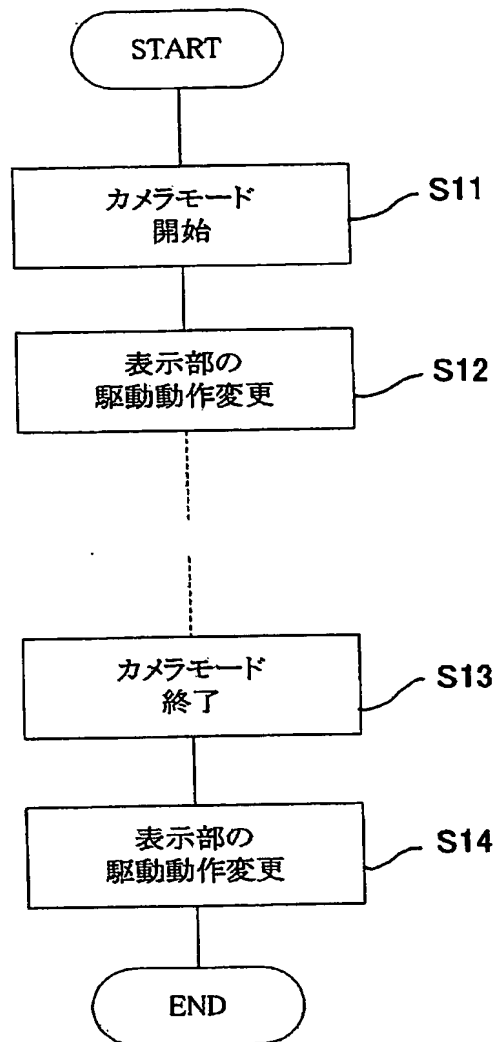 START
カメラモード
開始
S11
表示部の
駆動動作変更
S12
カメラモード
終了
S13
表示部の
駆動動作変更
S14
END